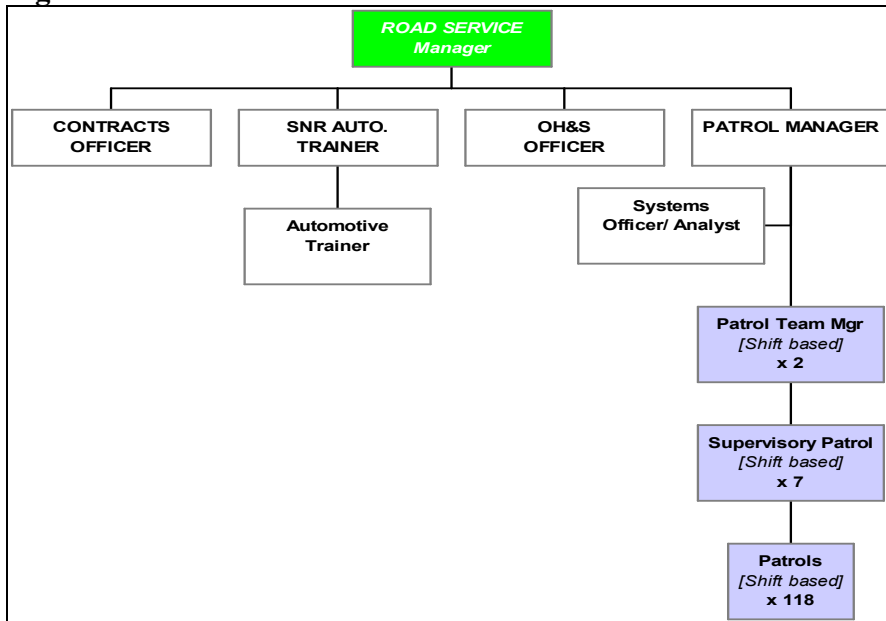 ROAD SERVICE
Manager
CONTRACTS
OFFICER
SNR AUTO.
TRAINER
OH&S
OFFICER
PATROL MANAGER
Automotive
Trainer
Systems
Officer/ Analyst
Patrol Team Mgr
[Shift based]
x 2
Supervisory Patrol
[Shift based]
x 7
Patrols
[Shift based]
x 118